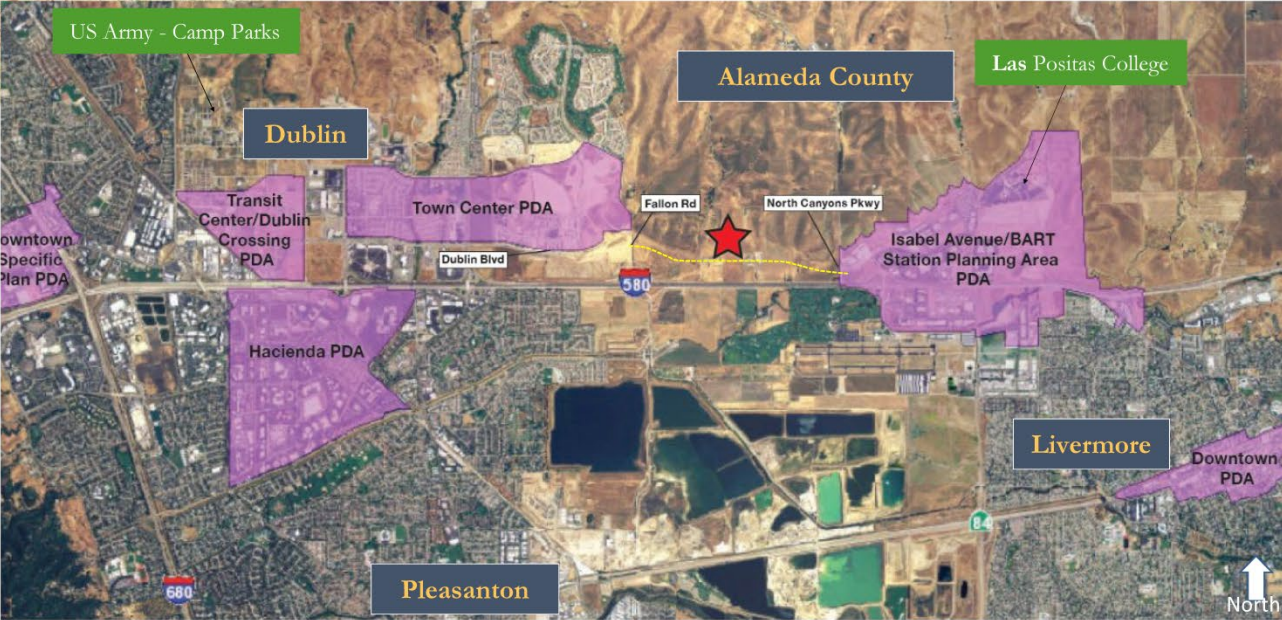 US Army - Camp Parks
Alameda County
Las Positas College
Dublin
Transit
Center/Dublin
Crossing
PDA
Town Center PDA
Fallon Rd
North Canyons Pkwy
owntown
Specific
Plan PDA
Dublin Blvd
Isabel Avenue/BART
Station Planning Area
PDA
580
Hacienda PDA
Livermore
Downtown
PDA
84
680
Pleasanton
North